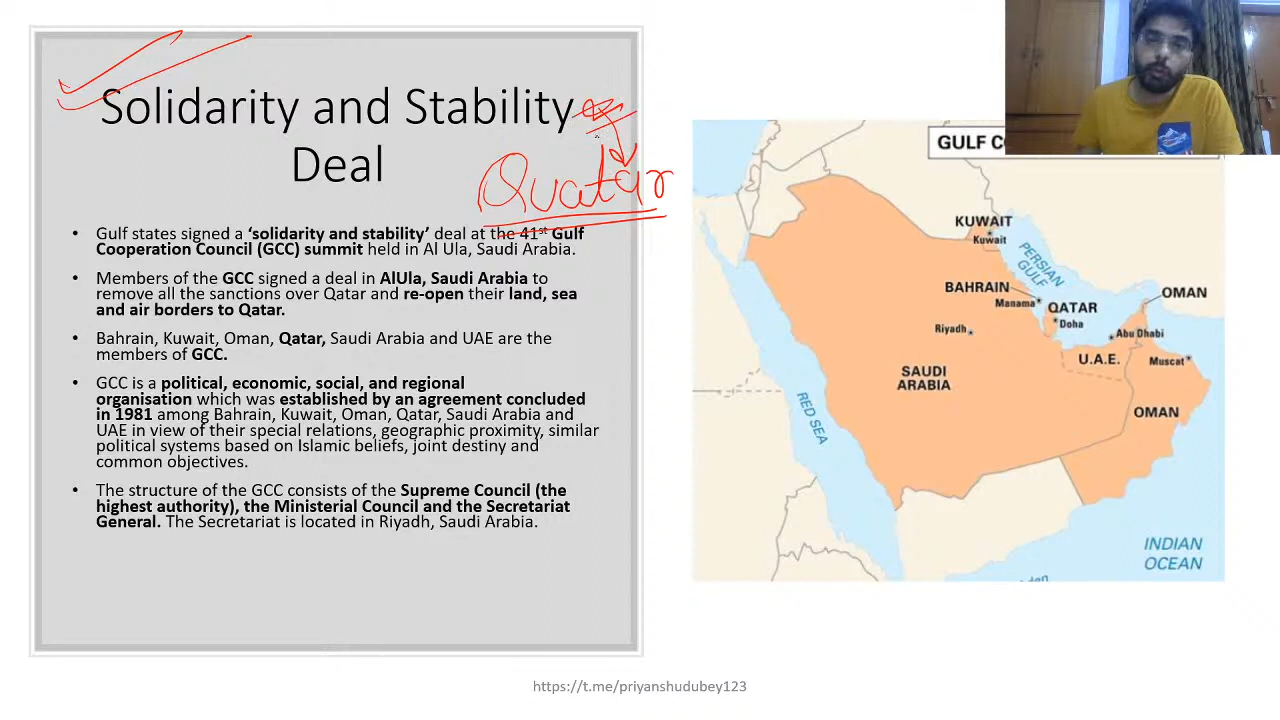 Solidarity and Stability
Deal
Quatar
• Gulf states signed a ‘solidarity and stability’ deal at the 41st Gulf
Cooperation Council (GCC) summit held in Al Ula, Saudi Arabia.
• Members of the GCC signed a deal in AlUla, Saudi Arabia to
remove all the sanctions over Qatar and re-open their land, sea
and air borders to Qatar.
• Bahrain, Kuwait, Oman, Qatar, Saudi Arabia and UAE are the
members of GCC.
• GCC is a political, economic, social, and regional
organisation which was established by an agreement concluded
in 1981 among Bahrain, Kuwait, Oman, Qatar, Saudi Arabia and
UAE in view of their special relations, geographic proximity, similar
political systems based on Islamic beliefs, joint destiny and
common objectives.
• The structure of the GCC consists of the Supreme Council (the
highest authority), the Ministerial Council and the Secretariat
General. The Secretariat is located in Riyadh, Saudi Arabia.
GULF CO
KUWAIT
Kuwait
PERSIAN
GULF
BAHRAIN
Manama
QATAR
Doha
OMAN
Riyadh
Abu Dhabi
U.A.E.
Muscat
SAUDI
ARABIA
OMAN
RED SEA
INDIAN
OCEAN
https://t.me/priyanshudubey123